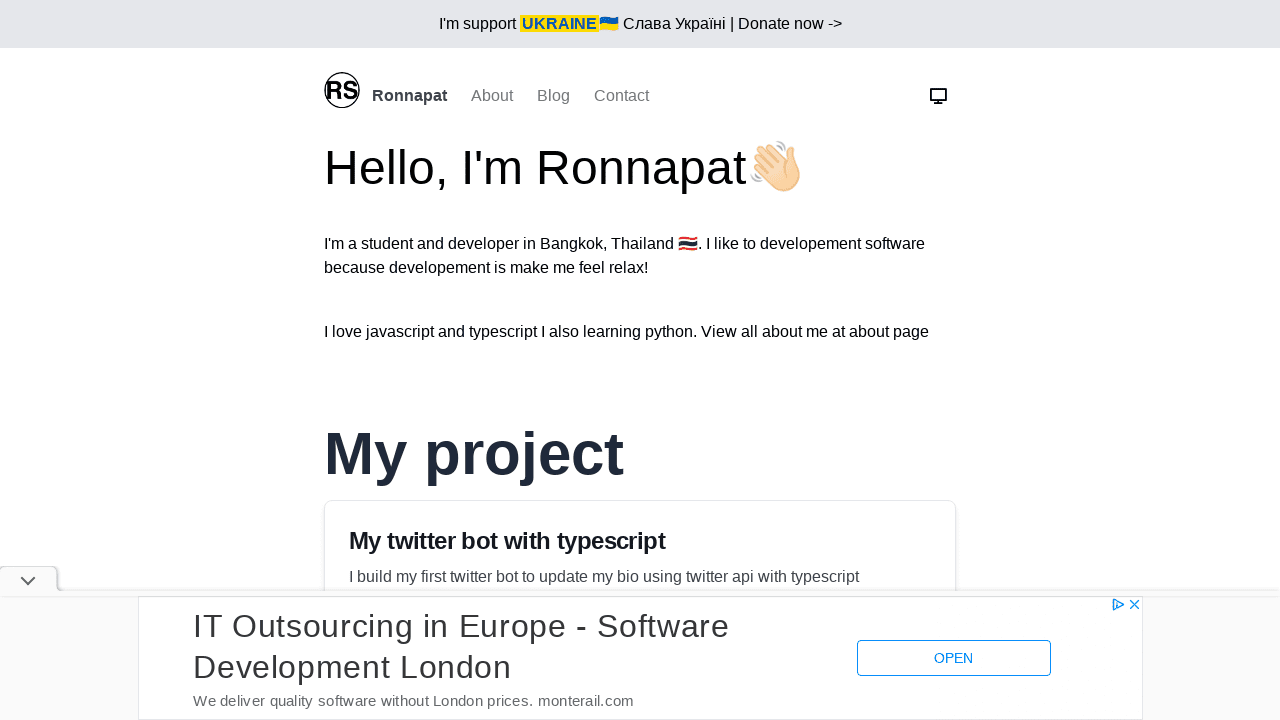 I'm support UKRAINE🇺🇦 Слава Україні | Donate now ->
RS Ronnapat About Blog Contact
Hello, I'm Ronnapat👋🏻
I'm a student and developer in Bangkok, Thailand 🇹🇭. I like to developement software
because developement is make me feel relax!
I love javascript and typescript I also learning python. View all about me at about page
My project
My twitter bot with typescript
I build my first twitter bot to update my bio using twitter api with typescript
IT Outsourcing in Europe - Software
Development London
We deliver quality software without London prices. monterail.com
OPEN